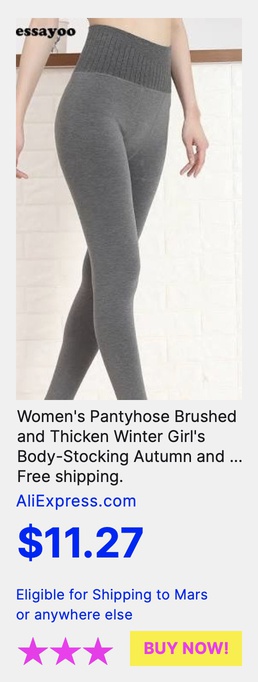 essayoo
Women's Pantyhose Brushed
and Thicken Winter Girl's
Body-Stocking Autumn and ...
Free shipping.
AliExpress.com
$11.27
Eligible for Shipping to Mars
or anywhere else
BUY NOW!